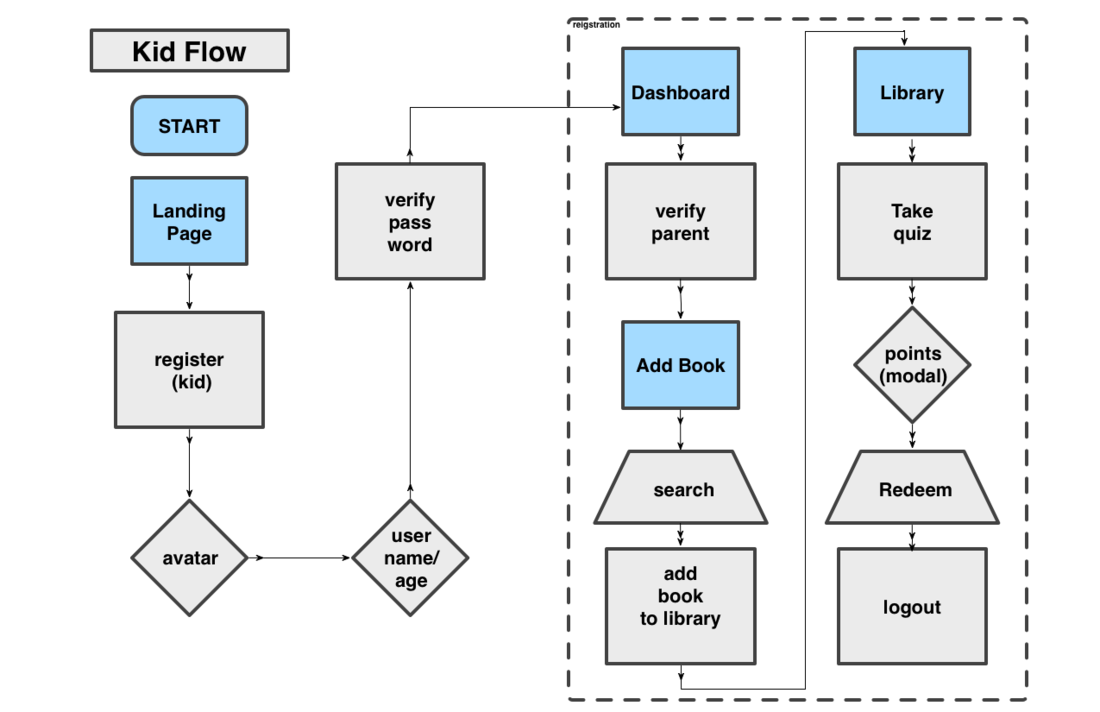 Kid Flow
START
Landing
Page
register
(kid)
avatar
user
name/
age
verify
pass
word
reigstration
Dashboard
verify
parent
Add Book
search
add
book
to library
Library
Take
quiz
points
(modal)
Redeem
logout